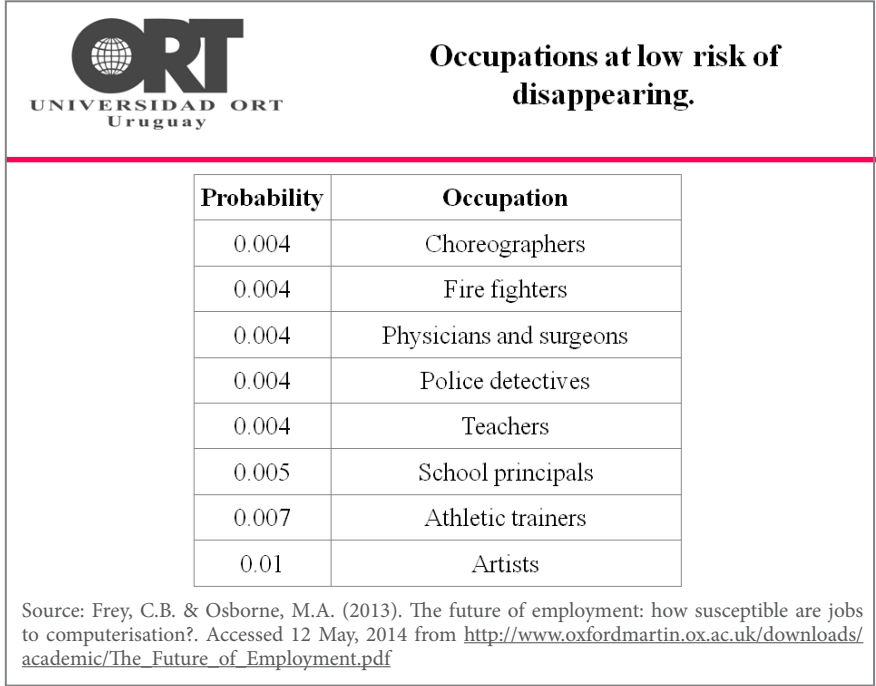 ORT
UNIVERSIDAD ORT
Uruguay
Occupations at low risk of
disappearing.
Probability Occupation
0.004 Choreographers
0.004 Fire fighters
0.004 Physicians and surgeons
0.004 Police detectives
0.004 Teachers
0.005 School principals
0.007 Athletic trainers
0.01 Artists
Source: Frey, C.B. & Osborne, M.A. (2013). The future of employment: how susceptible are jobs
to computerisation?. Accessed 12 May, 2014 from http://www.oxfordmartin.ox.ac.uk/downloads/
academic/The_Future_of_Employment.pdf